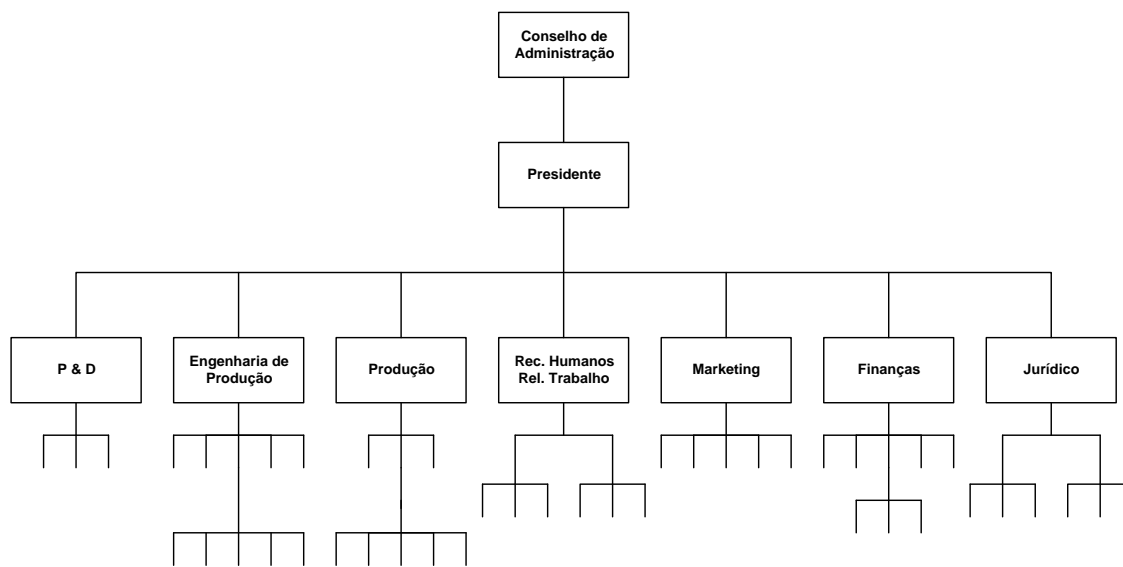 Conselho de
Administração
Presidente
P & D
Engenharia de
Produção
Produção
Rec. Humanos
Rel. Trabalho
Marketing
Finanças
Jurídico